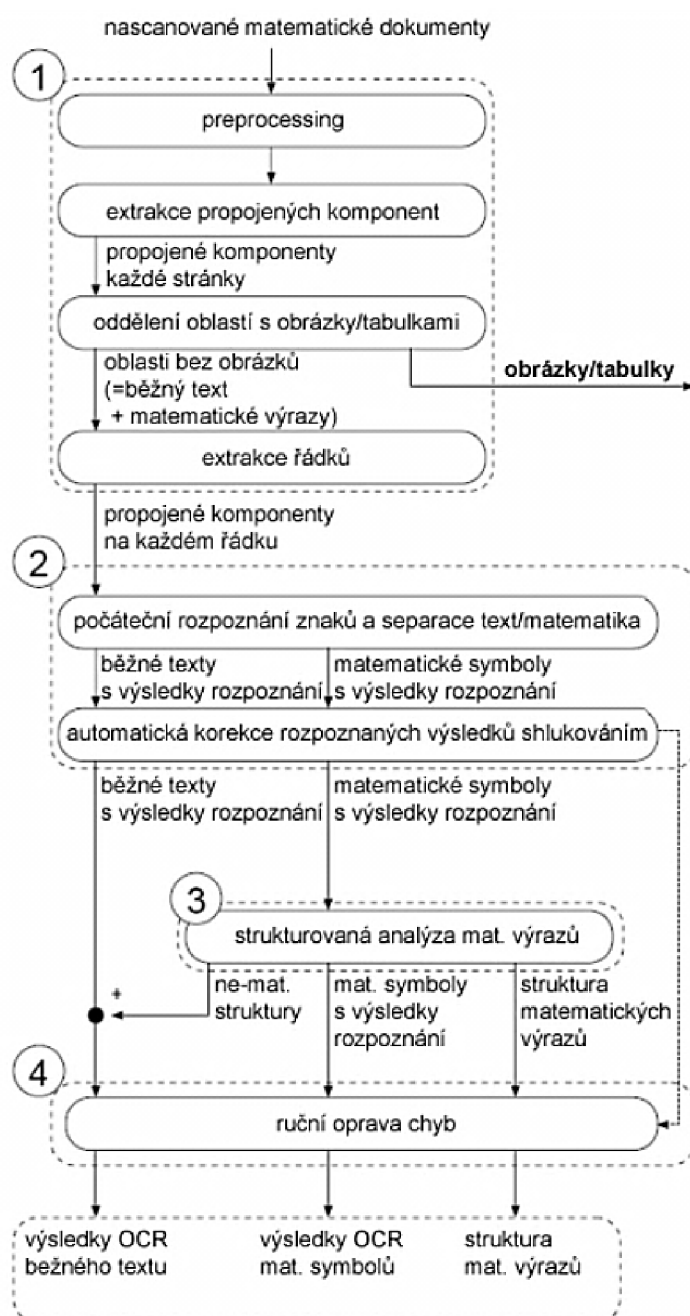 nascanované matematické dokumenty
1
preprocessing
extrakce propojených komponent
propojené komponenty
každé stránky
oddělení oblastí s obrázky/tabulkami
oblasti bez obrázků
(=běžný text
+ matematické výrazy)
obrázky/tabulky
extrakce řádků
propojené komponenty
na každém řádku
2
počáteční rozpoznání znaků a separace text/matematika
běžné texty
s výsledky rozpoznání
matematické symboly
s výsledky rozpoznání
automatická korekce rozpoznaných výsledků shlukováním
běžné texty
s výsledky rozpoznání
matematické symboly
s výsledky rozpoznání
3
strukturovaná analýza mat. výrazů
+
ne-mat.
struktury
mat. symboly
s výsledky
rozpoznání
struktura
matematických
výrazů
4
ruční oprava chyb
výsledky OCR
bežného textu
výsledky OCR
mat. symbolů
struktura
mat. výrazů